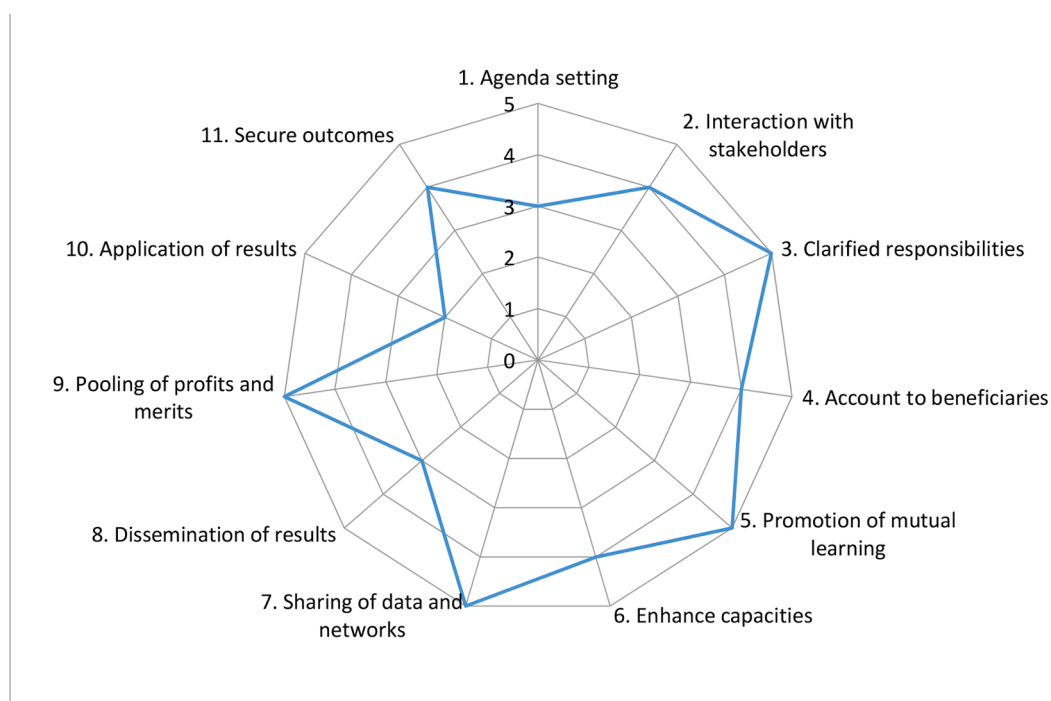 1. Agenda setting
5
2. Interaction with
stakeholders
11. Secure outcomes
4
3
10. Application of results
3. Clarified responsibilities
2
1
0
9. Pooling of profits and
merits
4. Account to beneficiaries
8. Dissemination of results
5. Promotion of mutual
learning
7. Sharing of data and
networks
6. Enhance capacities